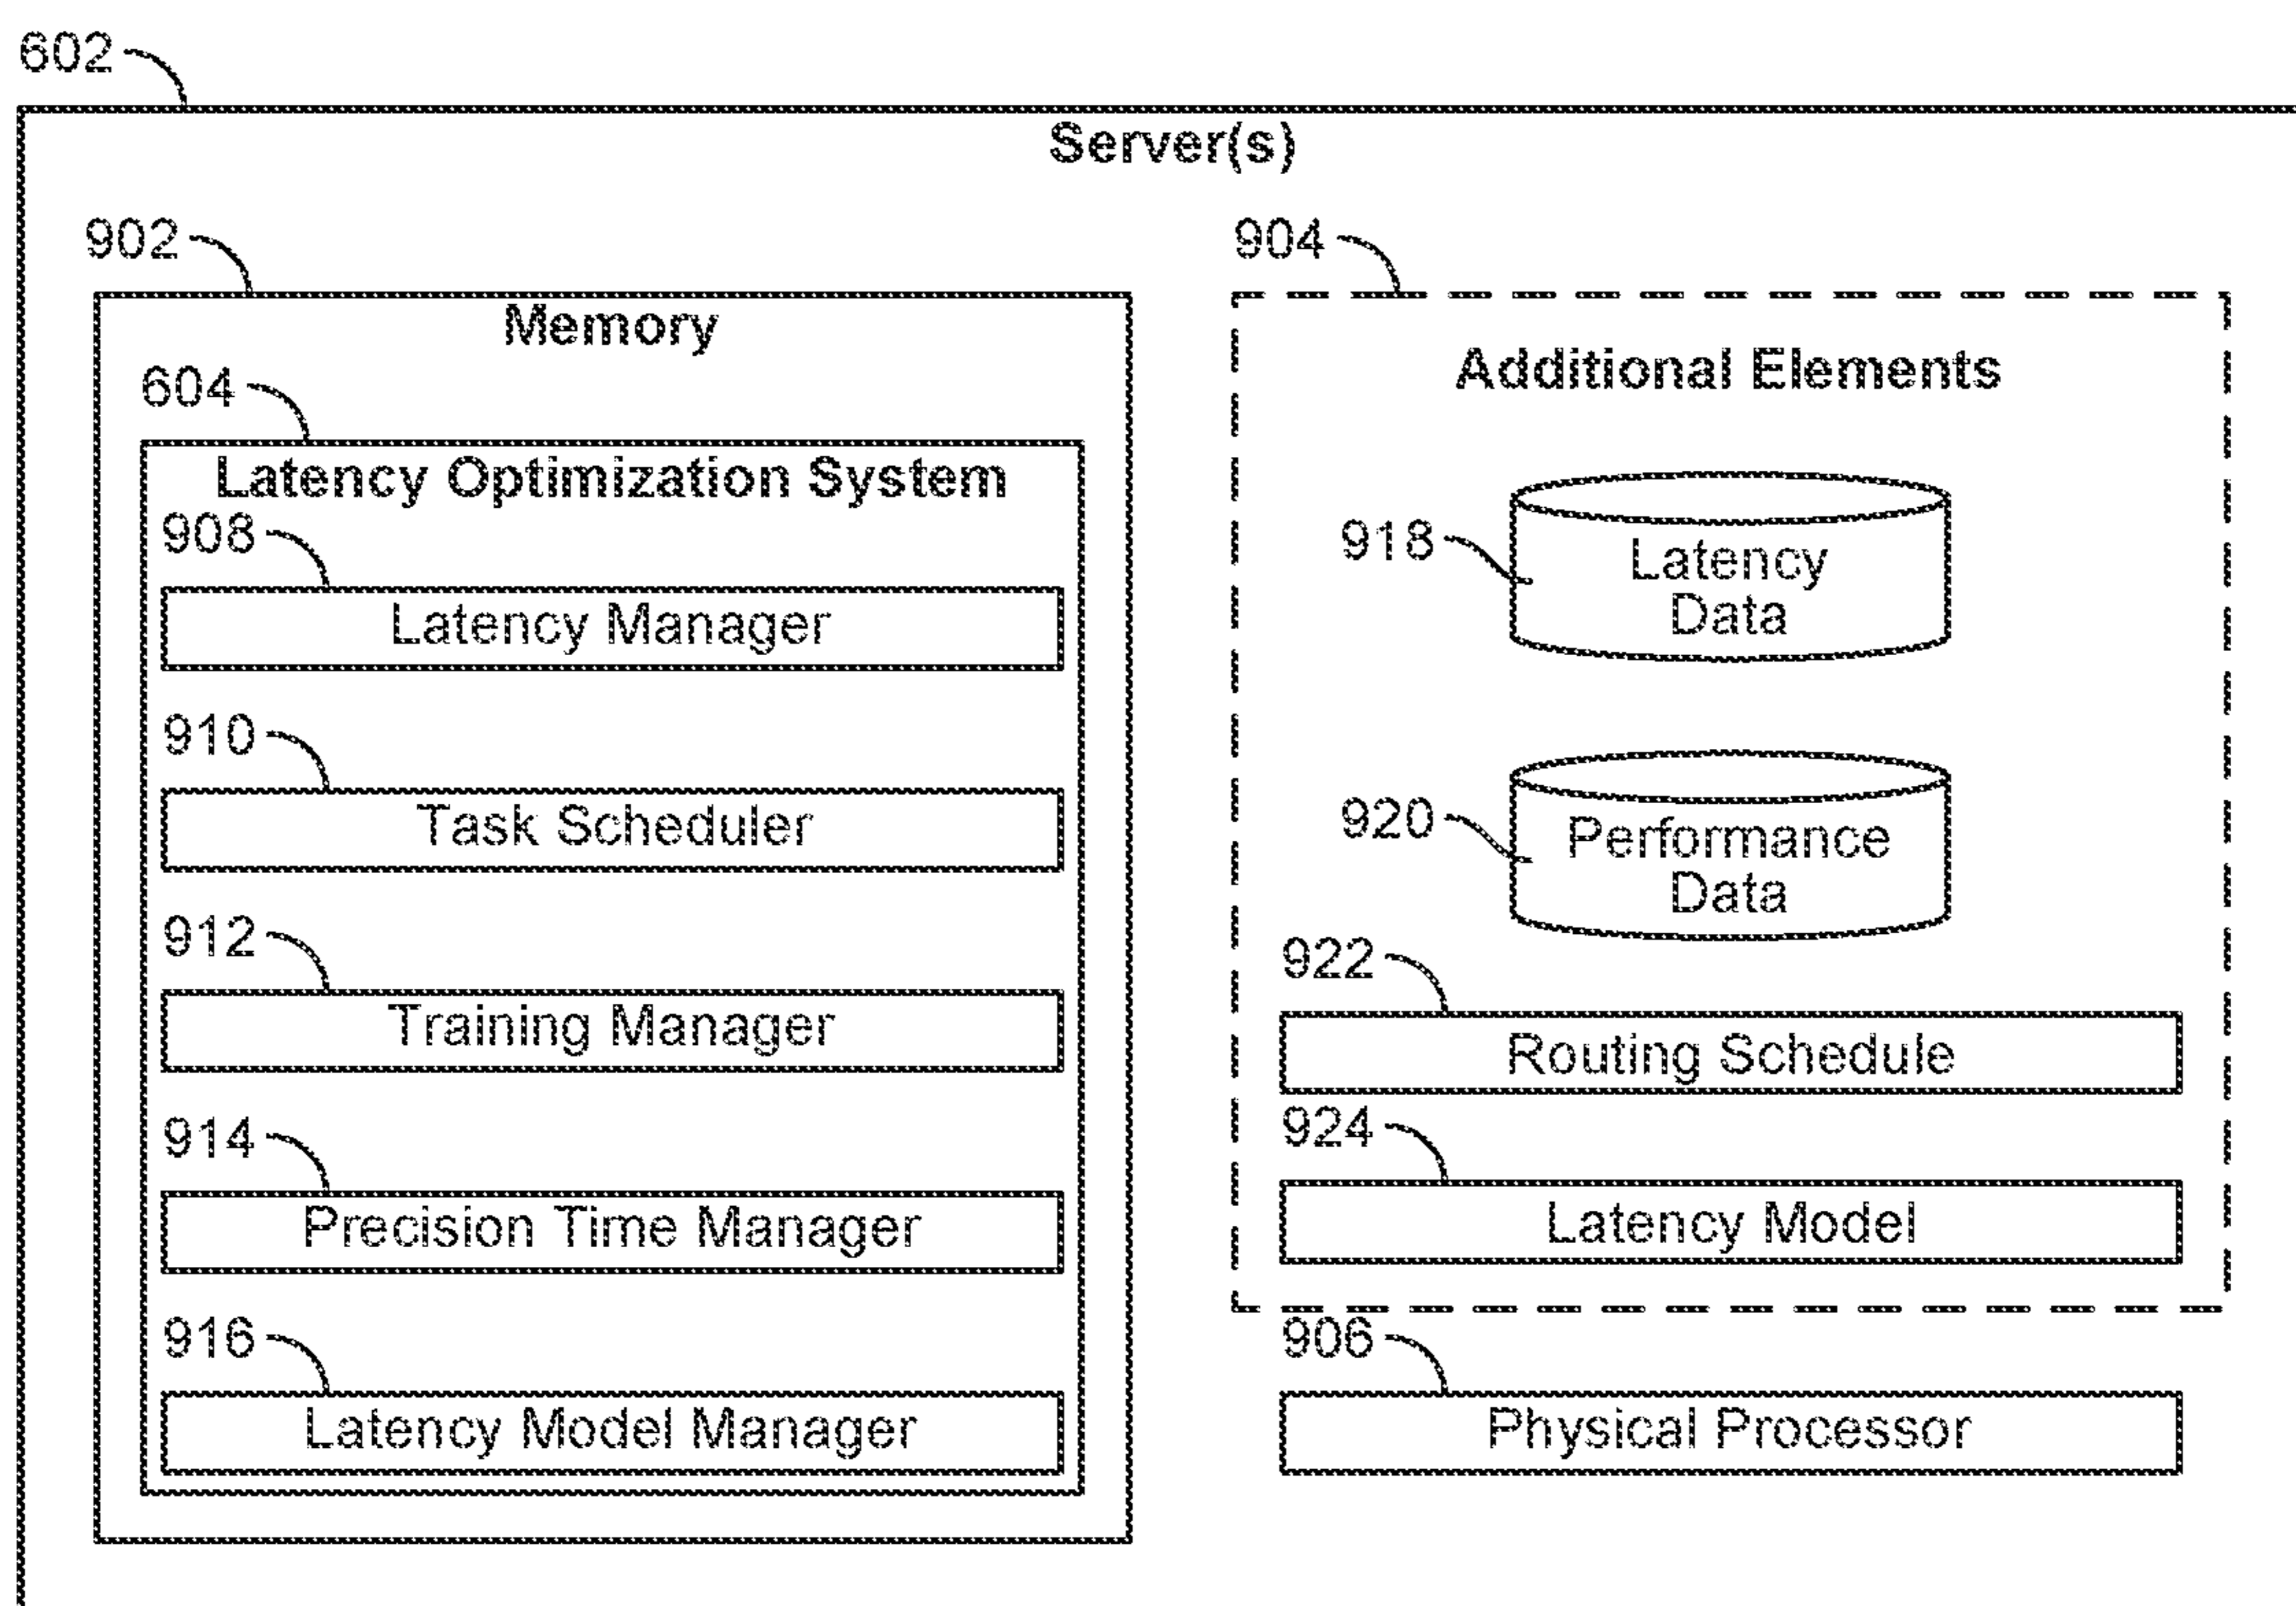 602
Server(s)
902
Memory
604
Latency Optimization System
908
Latency Manager
910
Task Scheduler
912
Training Manager
914
Precision Time Manager
916
Latency Model Manager
904
Additional Elements
918
Latency
Data
920
Performance
Data
922
Routing Schedule
924
Latency Model
906
Physical Processor